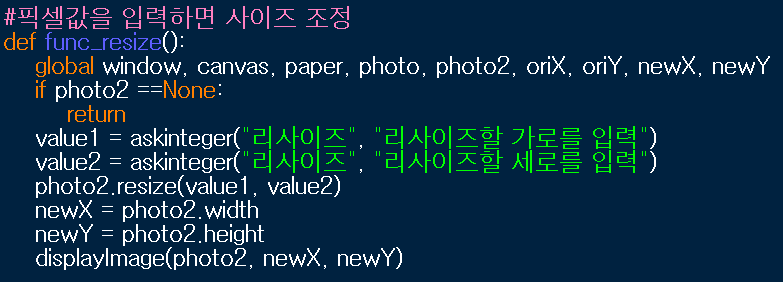 #픽셀값을 입력하면 사이즈 조정
def func_resize():
    global window, canvas, paper, photo, photo2, oriX, oriY, newX, newY
    if photo2 ==None:
        return
    value1 = askinteger("리사이즈", "리사이즈할 가로를 입력")
    value2 = askinteger("리사이즈", "리사이즈할 세로를 입력")
    photo2.resize(value1, value2)
    newX = photo2.width
    newY = photo2.height
    displayImage(photo2, newX, newY)